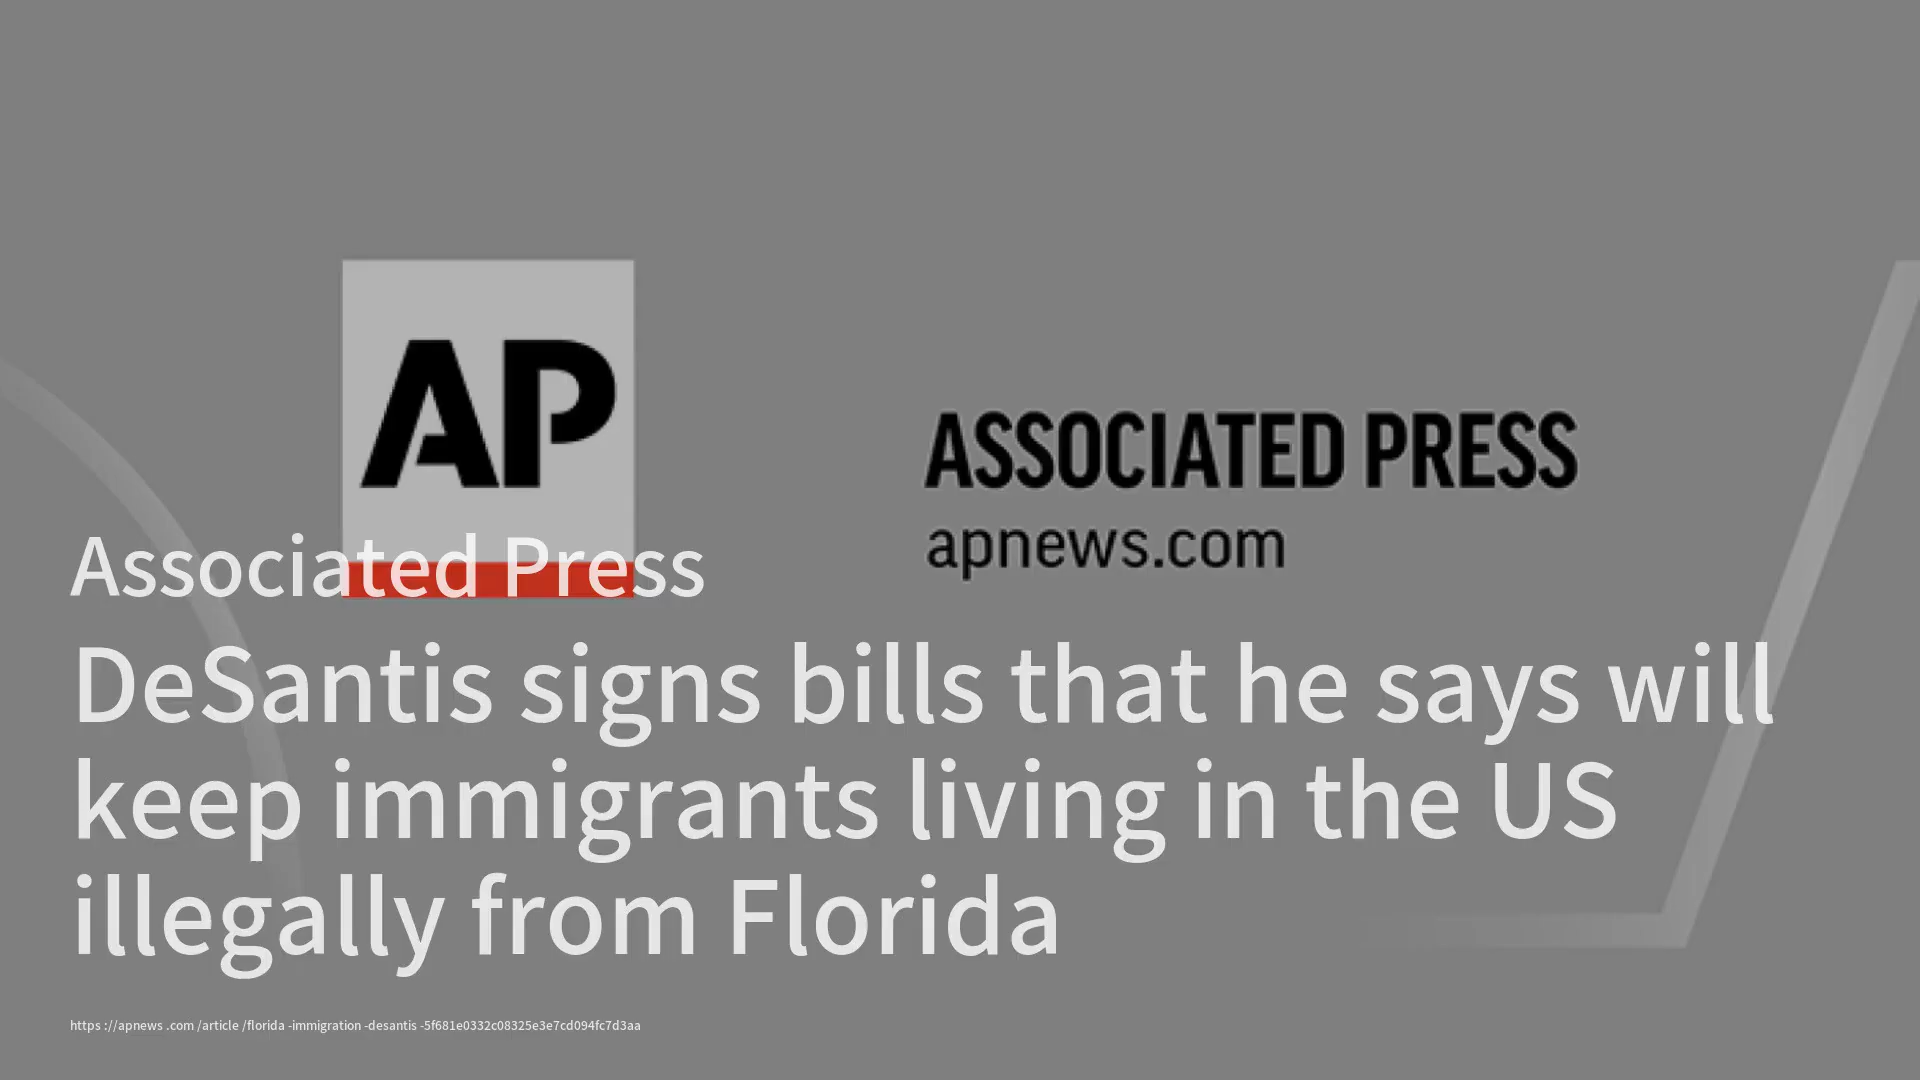 AP
ASSOCIATED PRESS
apnews.com
Associated Press
DeSantis signs bills that he says will
keep immigrants living in the US
illegally from Florida
https ://apnews .com /article /florida -immigration -desantis -5f681e0332c08325e3e7cd094fc7d3aa